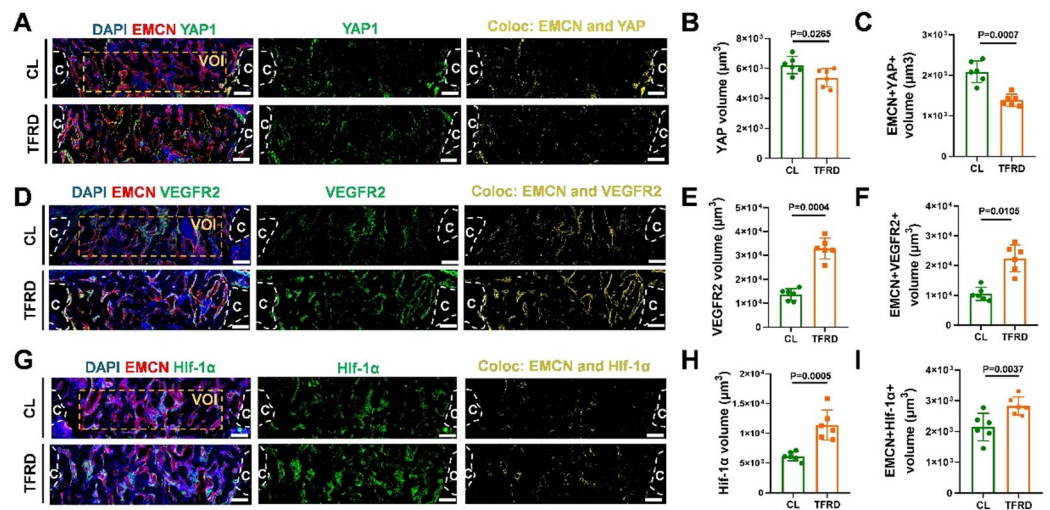 A
DAPI EMCN YAP1
YAP1
Coloc: EMCN and YAP
CL
C
VOI
C
TFRD
C
C
B
P=0.0265
YAP volume (μm³)
8×10³
6×10³
4×10³
2×10³
0
CL
TFRD
C
P=0.0007
EMCN+YAP+
volume (μm3)
3×10³
2×10³
1×10³
0
CL
TFRD
D
DAPI EMCN VEGFR2
VEGFR2
Coloc: EMCN and VEGFR2
CL
C
VOI
C
TFRD
C
C
E
P=0.0004
VEGFR2 volume (μm³)
5×10⁴
4×10⁴
3×10⁴
2×10⁴
1×10⁴
0
CL
TFRD
F
P=0.0105
EMCN+VEGFR2+
volume (μm³)
4×10⁴
3×10⁴
2×10⁴
1×10⁴
0
CL
TFRD
G
DAPI EMCN HIf-1α
HIf-1α
Coloc: EMCN and HIf-1α
CL
C
VOI
C
TFRD
C
C
H
P=0.0005
Hif-1α volume (μm³)
2×10⁴
1×10⁴
1×10⁴
5×10³
0
CL
TFRD
I
P=0.0037
EMCN+HIf-1α+
volume (μm³)
4×10³
3×10³
2×10³
1×10³
0
CL
TFRD